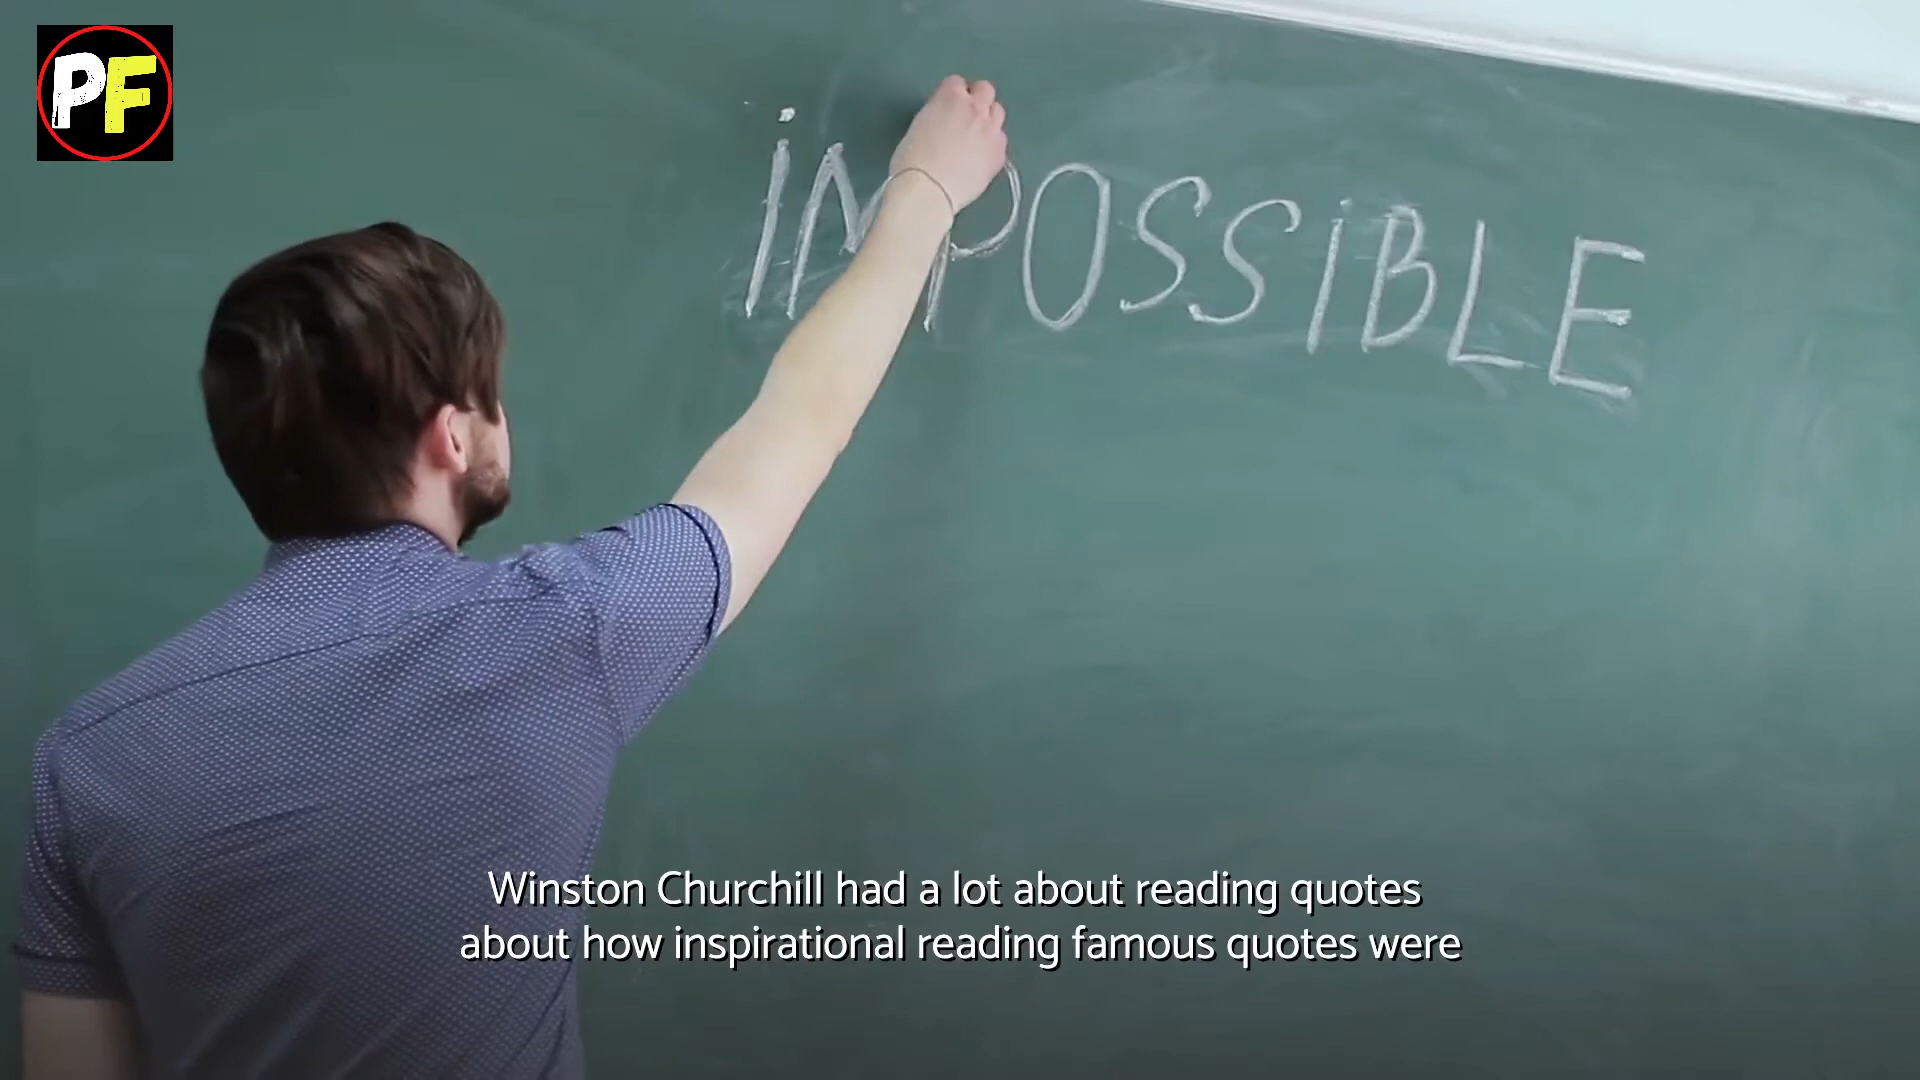 PF
iMPOSSIBLE
Winston Churchill had a lot about reading quotes
about how inspirational reading famous quotes were